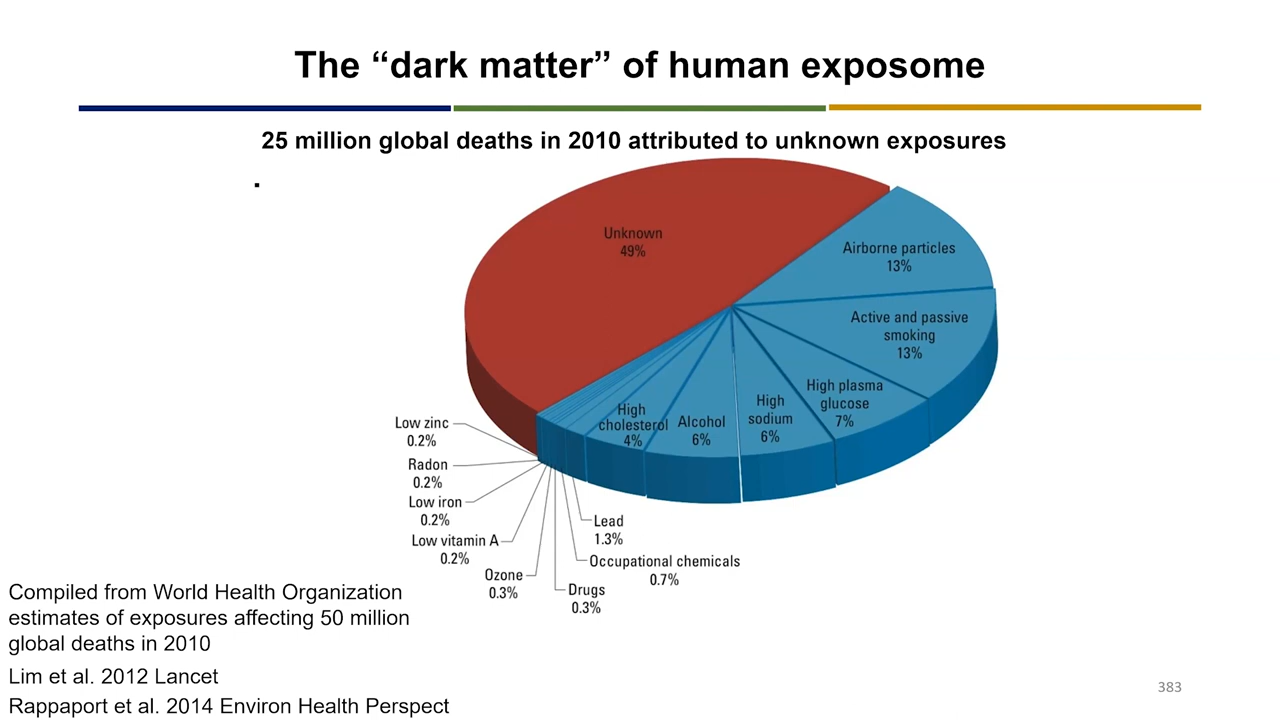 The “dark matter” of human exposome
25 million global deaths in 2010 attributed to unknown exposures
Unknown
49%
Airborne particles
13%
Active and passive
smoking
13%
High plasma
glucose
7%
High
sodium
6%
Alcohol
6%
High
cholesterol
4%
Low zinc
0.2%
Radon
0.2%
Low iron
0.2%
Low vitamin A
0.2%
Ozone
0.3%
Drugs
0.3%
Occupational chemicals
0.7%
Lead
1.3%
Compiled from World Health Organization
estimates of exposures affecting 50 million
global deaths in 2010
Lim et al. 2012 Lancet
Rappaport et al. 2014 Environ Health Perspect
383